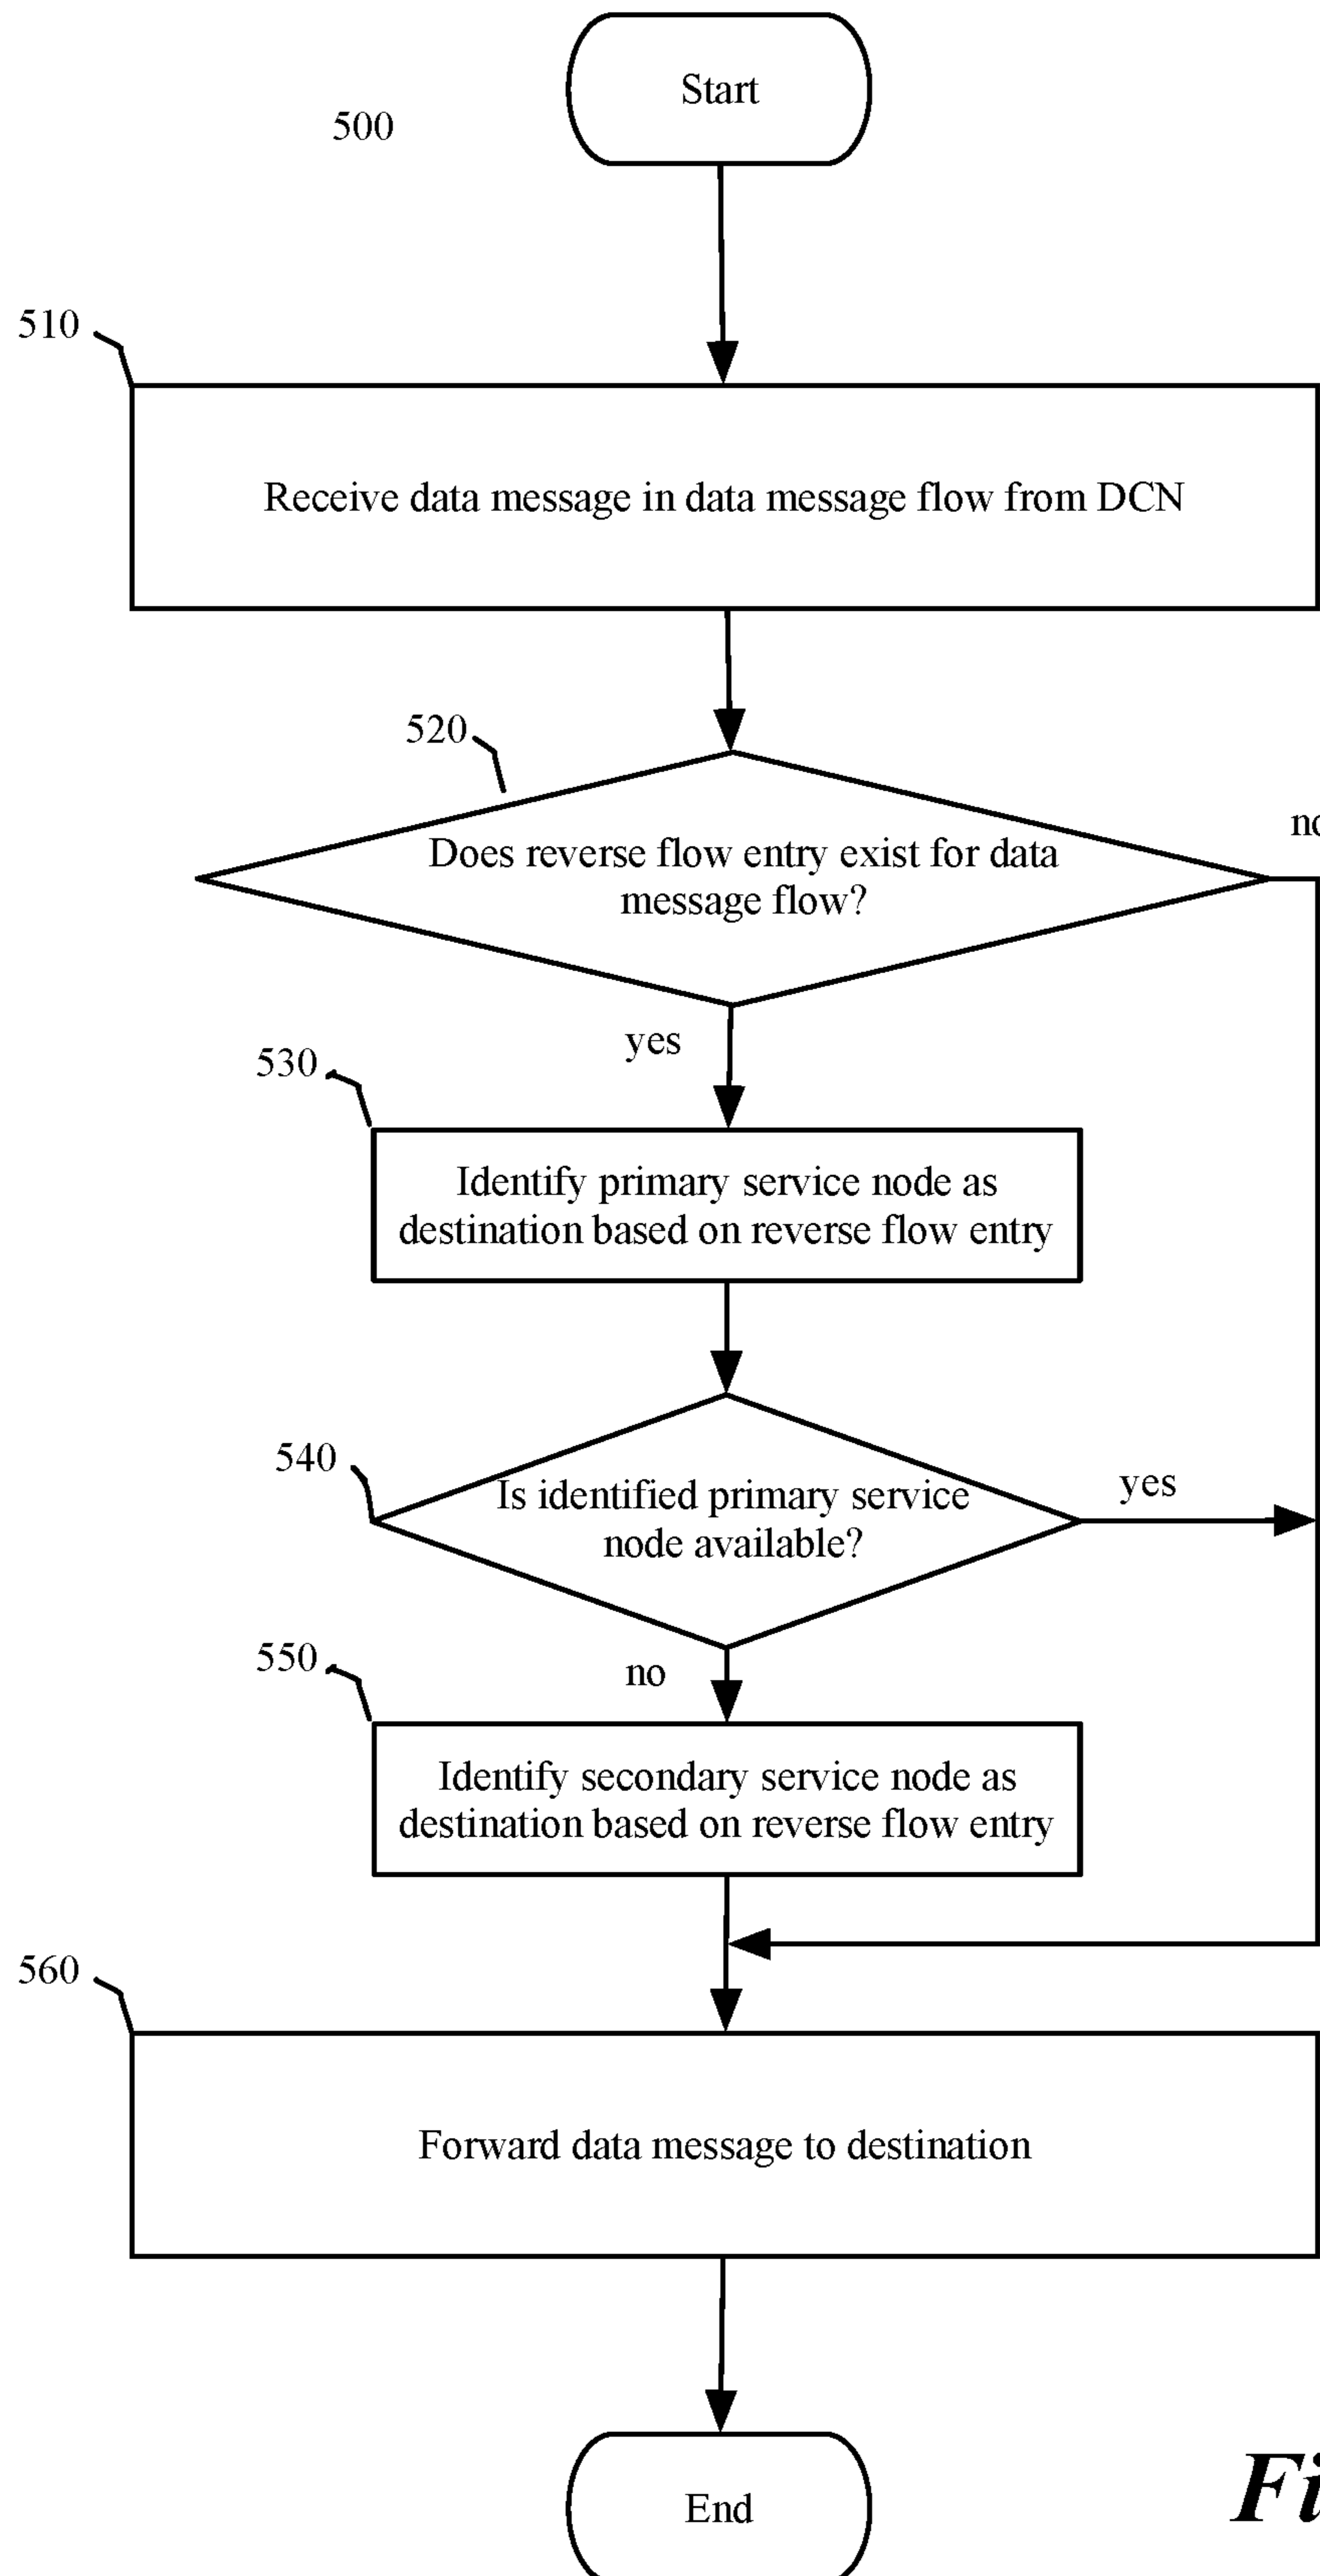 Start
500
510
Receive data message in data message flow from DCN
520
Does reverse flow entry exist for data
message flow?
yes
530
Identify primary service node as
destination based on reverse flow entry
540
Is identified primary service
node available?
yes
550
no
Identify secondary service node as
destination based on reverse flow entry
560
Forward data message to destination
End